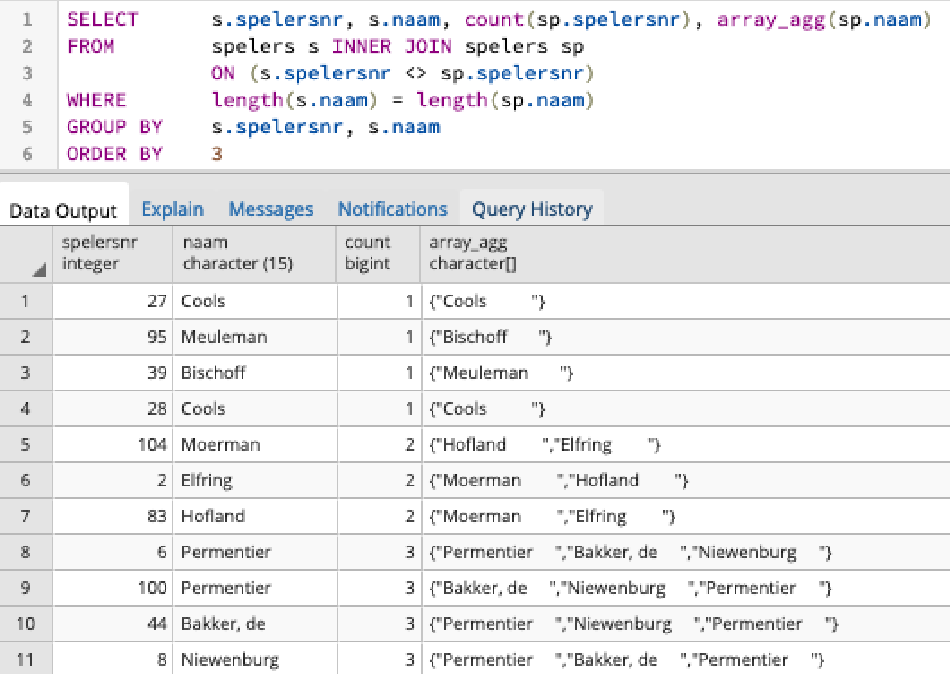 1 SELECT s.spelersnr, s.naam, count(sp.spelersnr), array_agg(sp.naam)
2 FROM spelers s INNER JOIN spelers sp
3 ON (s.spelersnr <> sp.spelersnr)
4 WHERE length(s.naam) = length(sp.naam)
5 GROUP BY s.spelersnr, s.naam
6 ORDER BY 3
Data Output Explain Messages Notifications Query History
spelersnr naam count array_agg
integer character (15) bigint character[]
1 27 Cools 1 {"Cools "}
2 95 Meuleman 1 {"Bischoff "}
3 39 Bischoff 1 {"Meuleman "}
4 28 Cools 1 {"Cools "}
5 104 Moerman 2 {"Hofland ","Elfring "}
6 2 Elfring 2 {"Moerman ","Hofland "}
7 83 Hofland 2 {"Moerman ","Elfring "}
8 6 Permentier 3 {"Permentier ","Bakker, de ","Niewenburg "}
9 100 Permentier 3 {"Bakker, de ","Niewenburg ","Permentier "}
10 44 Bakker, de 3 {"Permentier ","Niewenburg ","Permentier "}
11 8 Niewenburg 3 {"Permentier ","Bakker, de ","Permentier "}